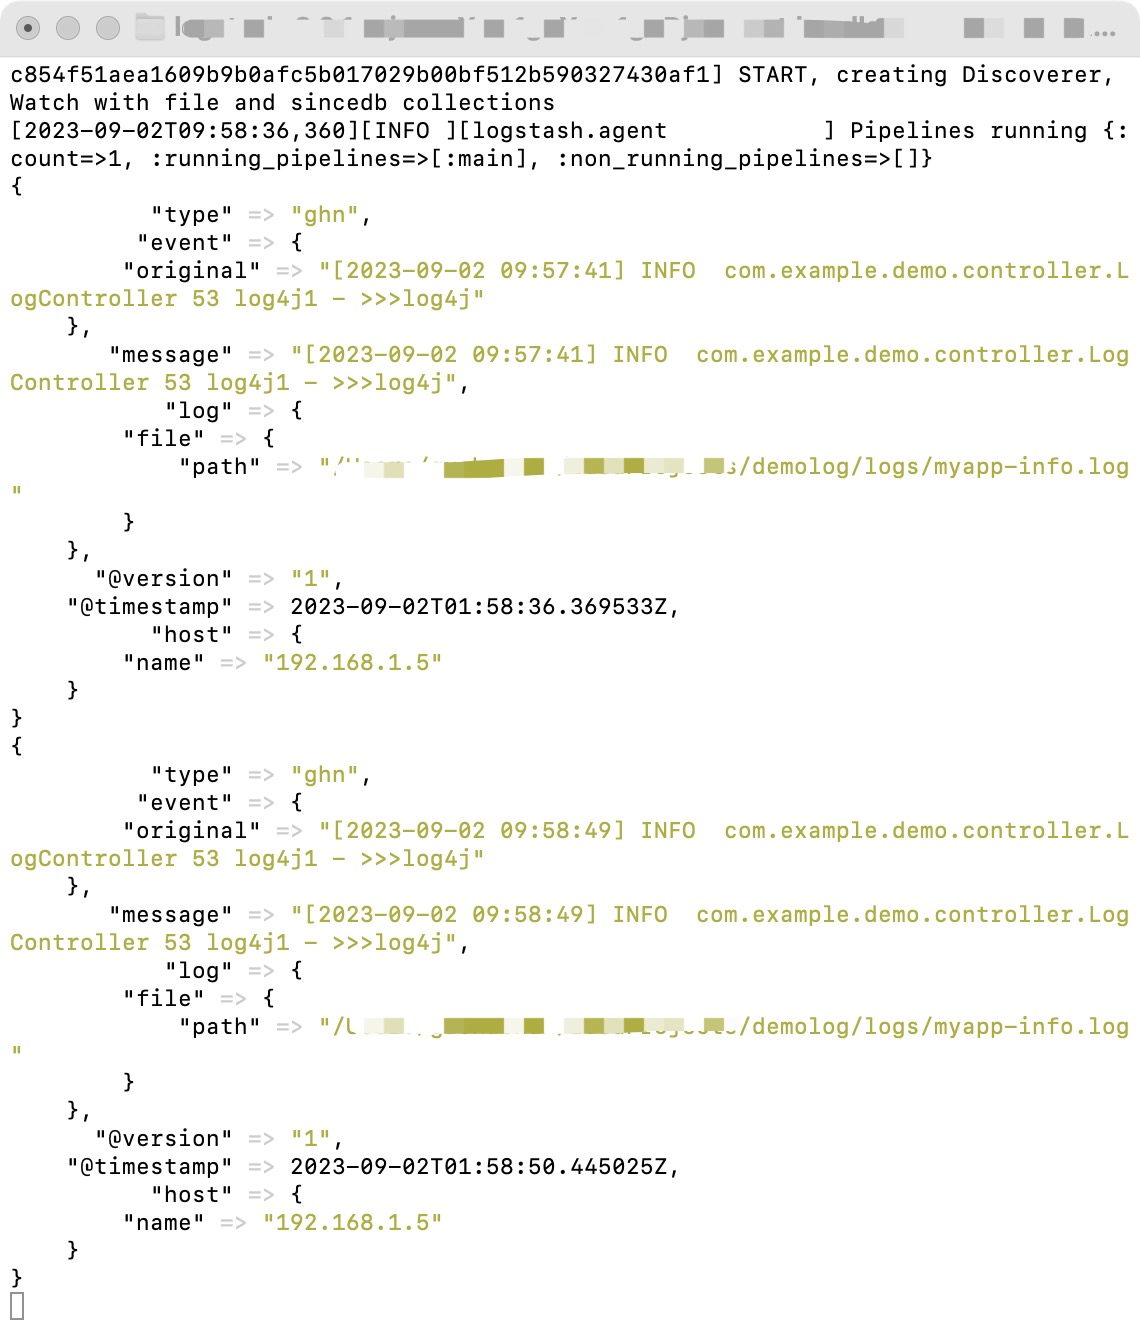 c854f51aea1609b9b0afc5b017029b00bf512b590327430af1] START, creating Discoverer,
Watch with file and sincedb collections
[2023-09-02T09:58:36,360][INFO ][logstash.agent           ] Pipelines running {:
count=>1, :running_pipelines=>[:main], :non_running_pipelines=>[]}
{
          "type" => "ghn",
         "event" => {
        "original" => "[2023-09-02 09:57:41] INFO  com.example.demo.controller.L
ogController 53 log4j1 - >>>log4j"
    },
       "message" => "[2023-09-02 09:57:41] INFO  com.example.demo.controller.Log
Controller 53 log4j1 - >>>log4j",
           "log" => {
        "file" => {
            "path" => "/demolog/logs/myapp-info.log
"
        }
    },
      "@version" => "1",
    "@timestamp" => 2023-09-02T01:58:36.369533Z,
          "host" => {
        "name" => "192.168.1.5"
    }
}
{
          "type" => "ghn",
         "event" => {
        "original" => "[2023-09-02 09:58:49] INFO  com.example.demo.controller.L
ogController 53 log4j1 - >>>log4j"
    },
       "message" => "[2023-09-02 09:58:49] INFO  com.example.demo.controller.Log
Controller 53 log4j1 - >>>log4j",
           "log" => {
        "file" => {
            "path" => "/demolog/logs/myapp-info.log
"
        }
    },
      "@version" => "1",
    "@timestamp" => 2023-09-02T01:58:50.445025Z,
          "host" => {
        "name" => "192.168.1.5"
    }
}